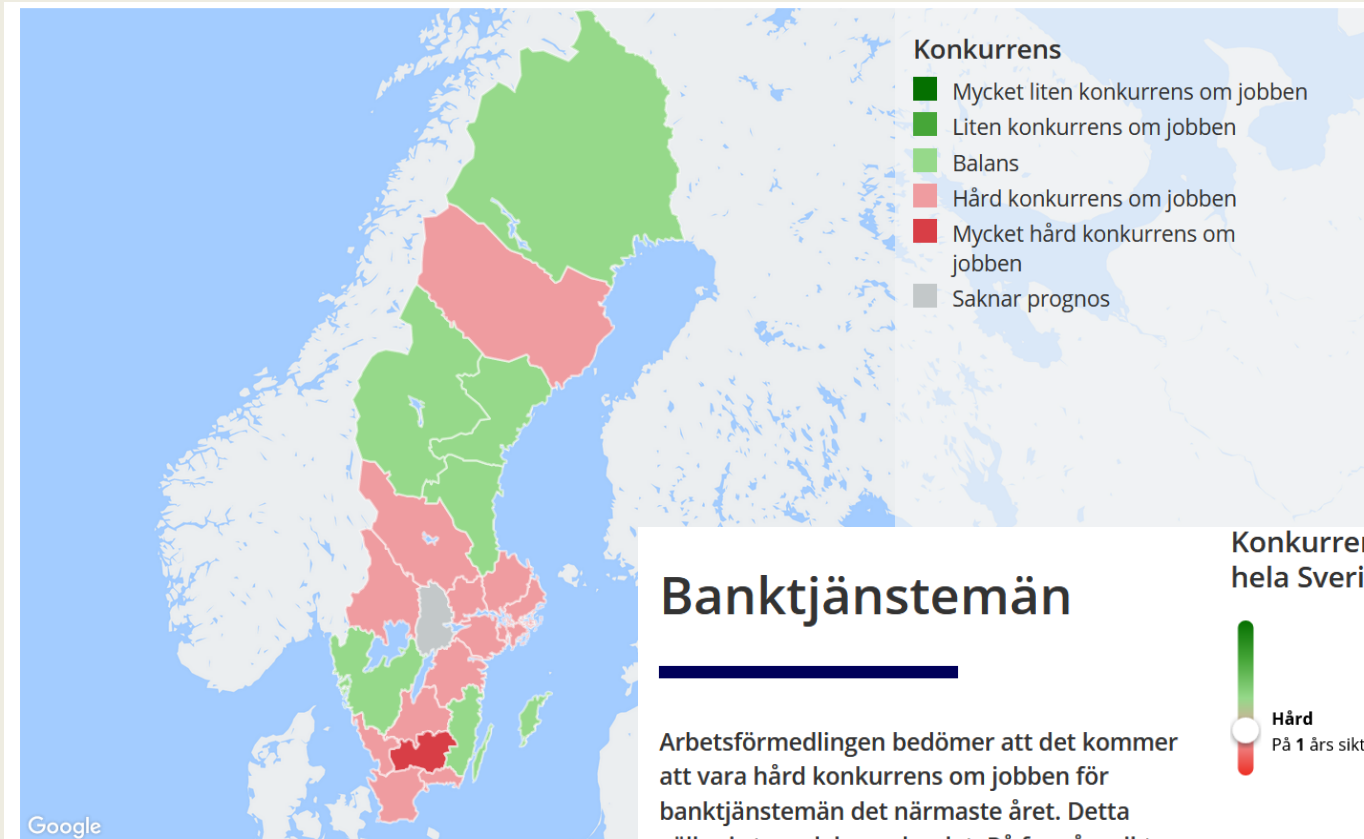 Konkurrens
Mycket liten konkurrens om jobben
Liten konkurrens om jobben
Balans
Hård konkurrens om jobben
Mycket hård konkurrens om
jobben
Saknar prognos
Banktjänstemän
Arbetsförmedlingen bedömer att det kommer
att vara hård konkurrens om jobben för
banktjänstemän det närmaste året. Detta
hela Sveri
Hård
På 1 års sikt
Google